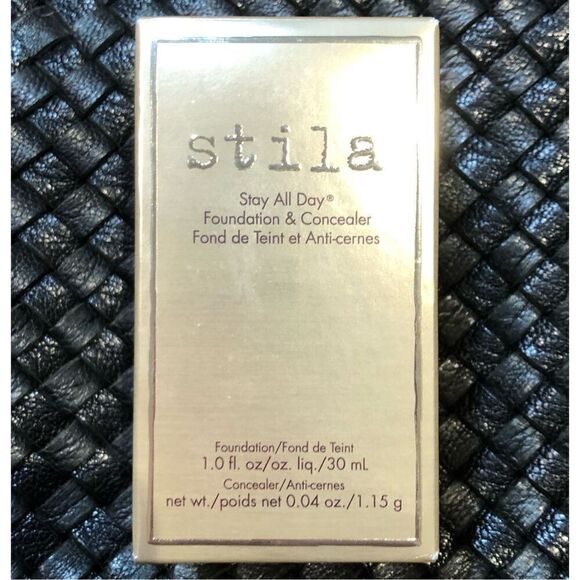 stila
Stay All Day®
Foundation & Concealer
Fond de Teint et Anti-cernes
Foundation/Fond de Teint
1.0 fl. oz/oz. liq./30 mL
Concealer/Anti-cernes
net wt./poids net 0.04 oz./1.15 g